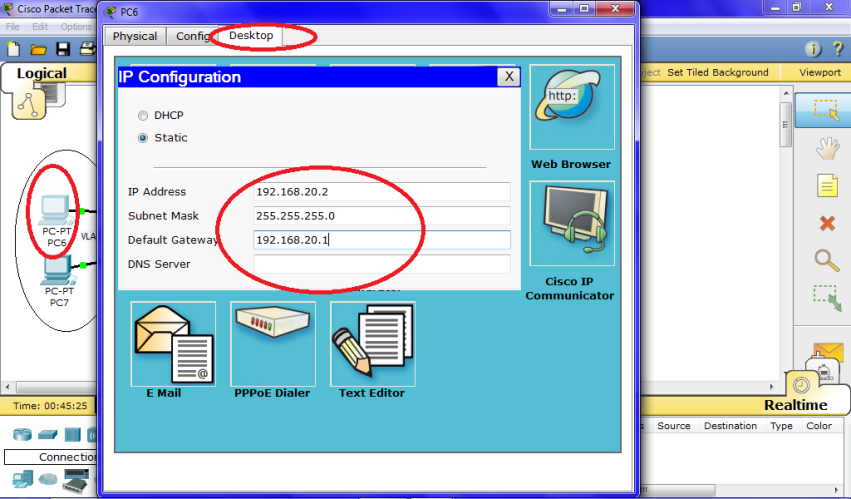 Cisco Packet Trace
PC6
File Edit Options
Physical Config Desktop
Logical
Set Tiled Background
Viewport
IP Configuration
X
DHCP
Static
http:
Web Browser
IP Address 192.168.20.2
Subnet Mask 255.255.255.0
Default Gateway 192.168.20.1
DNS Server
PC-PT
PC6
VLA
PC-PT
PC7
Cisco IP
Communicator
E Mail
PPPoE Dialer
Text Editor
Time: 00:45:25
Realtime
Source Destination Type Color
Connection